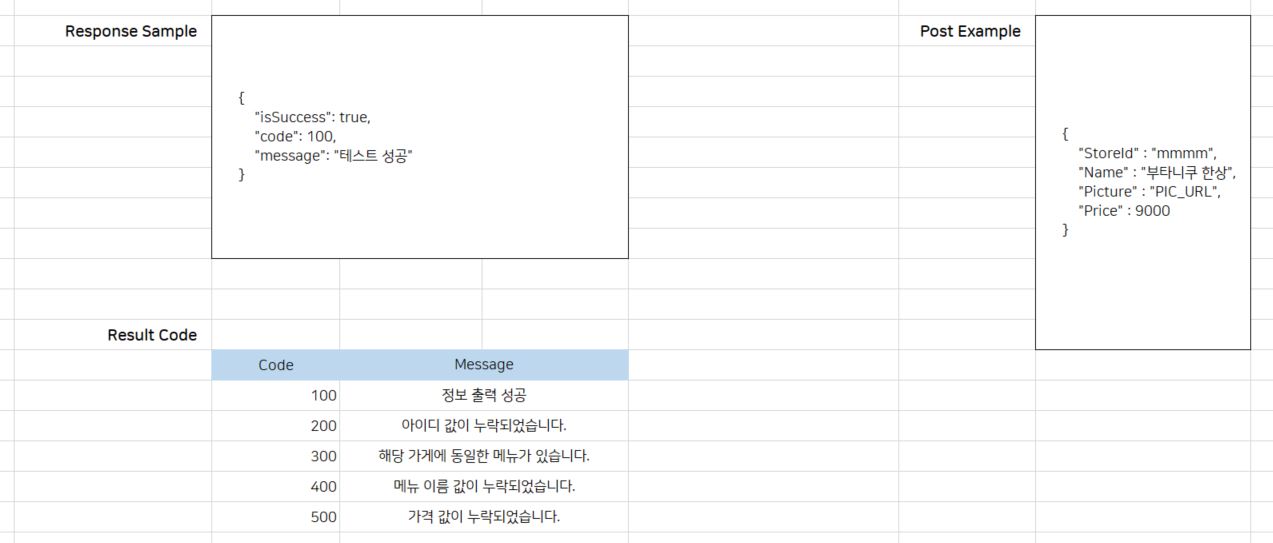 Response Sample
{
"isSuccess": true,
"code": 100,
"message": "테스트 성공"
}
Post Example
{
"StoreId" : "mmmm",
"Name" : "부타니쿠 한상",
"Picture" : "PIC_URL",
"Price" : 9000
}
Result Code
Code Message
100 정보 출력 성공
200 아이디 값이 누락되었습니다.
300 해당 가게에 동일한 메뉴가 있습니다.
400 메뉴 이름 값이 누락되었습니다.
500 가격 값이 누락되었습니다.